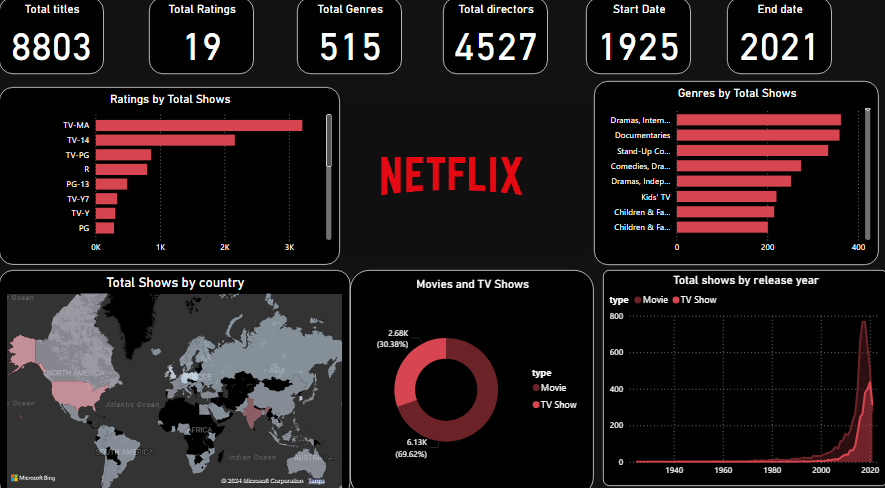 Total titles
8803
Total Ratings
19
Total Genres
515
Total directors
4527
Start Date
1925
End date
2021
Ratings by Total Shows
TV-MA
TV-14
TV-PG
R
PG-13
TV-Y7
TV-Y
PG
0K 1K 2K 3K
NETFLIX
Genres by Total Shows
Dramas, Intern...
Documentaries
Stand-Up Co...
Comedies, Dra...
Dramas, Indep...
Kids' TV
Children & Fa...
Children & Fa...
0 200 400
Total Shows by country
Ocean
NORTH AMERICA
ASIA
Ocean
Atlantic Ocean
AFRICA
SOUTH AMERICA
Indian Ocean
AUSTRALIA
Microsoft Bing
© 2024 Microsoft Corporation Terms
Movies and TV Shows
2.68K
(30.38%)
6.13K
(69.62%)
type
Movie
TV Show
Total shows by release year
type Movie TV Show
800
600
400
200
0
1940 1960 1980 2000 2020